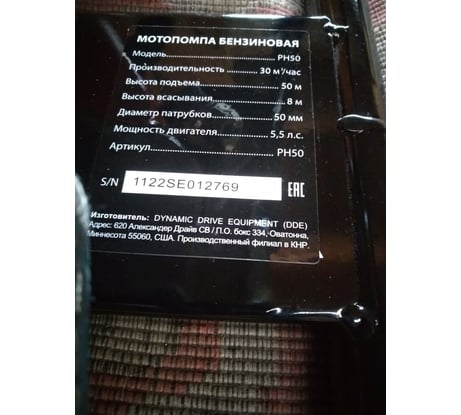 МОТОПОМПА БЕНЗИНОВАЯ
Модель PH50
Производительность 30 м³/час
Высота подъема 50 м
Высота всасывания 8 м
Диаметр патрубков 50 мм
Мощность двигателя 5,5 л.с.
Артикул PH50
S/N 1122SE012769 EAC
Изготовитель: DYNAMIC DRIVE EQUIPMENT (DDE)
Адрес: 620 Александер Драйв СВ / П.О. бокс 334, Оватонна,
Миннесота 55060, США. Производственный филиал в КНР.